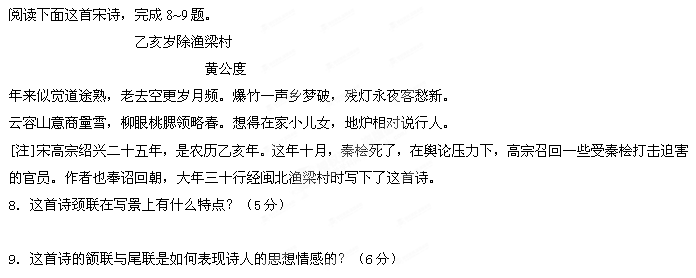 阅读下面这首宋诗，完成8~9题。
乙亥岁除渔梁村
黄公度
年来似觉道途熟，老去空更岁月频。爆竹一声乡梦破，残灯永夜客愁新。
云容山意商量雪，柳眼桃腮领略春。想得在家小儿女，地炉相对说行人。
[注]宋高宗绍兴二十五年，是农历乙亥年。这年十月，秦桧死了，在舆论压力下，高宗召回一些受秦桧打击迫害
的官员。作者也奉诏回朝，大年三十行经闽北渔梁村时写下了这首诗。
8．这首诗颈联在写景上有什么特点？（5分）
9．这首诗的额联与尾联是如何表现诗人的思想情感的？（6分）